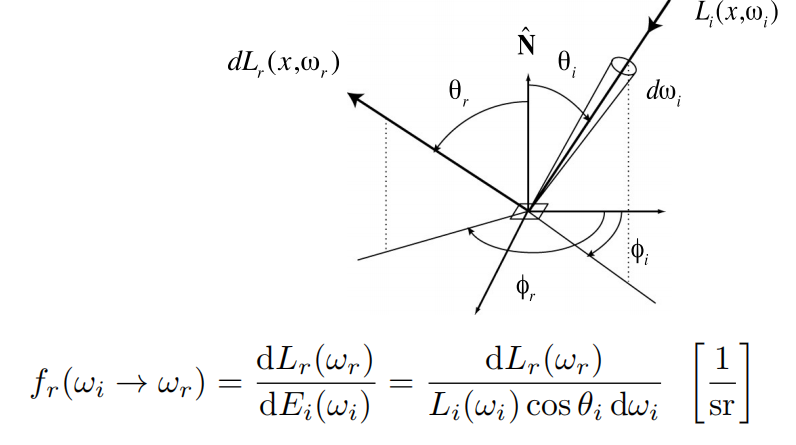 L_i(x,ω_i)
N̂
dL_r(x,ω_r)
θ_i
θ_r
dω_i
ϕ_i
ϕ_r
f_r(ω_i → ω_r) = dL_r(ω_r) / dE_i(ω_i) = dL_r(ω_r) / L_i(ω_i) cos θ_i dω_i [1 / sr]